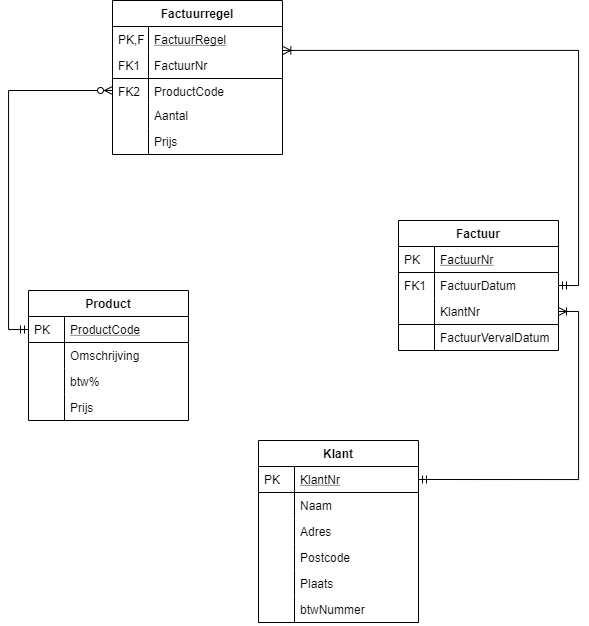 Factuurregel
PK,F FactuurRegel
FK1 FactuurNr
FK2 ProductCode
Aantal
Prijs
Factuur
PK FactuurNr
FK1 FactuurDatum
KlantNr
FactuurVervalDatum
Product
PK ProductCode
Omschrijving
btw%
Prijs
Klant
PK KlantNr
Naam
Adres
Postcode
Plaats
btwNummer